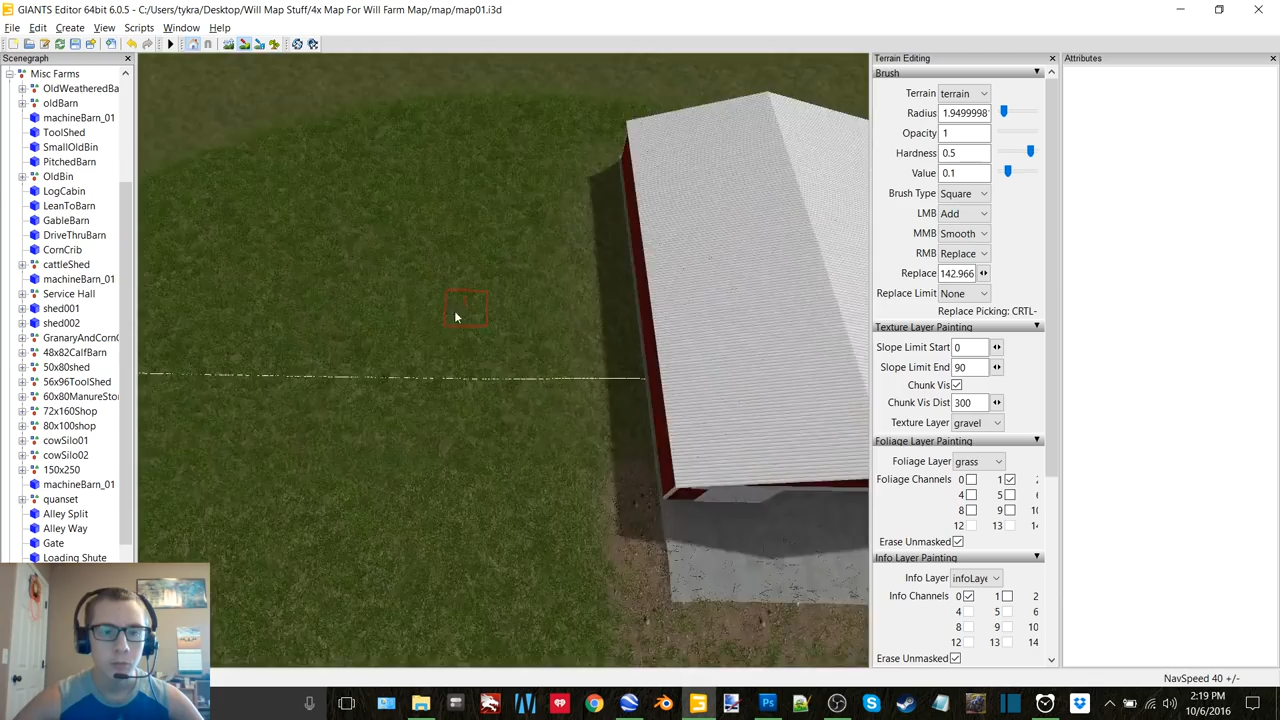 GIANTS Editor 64bit 6.0.5 - C:/Users/tykra/Desktop/Will Map Stuff/4x Map For Will Farm Map/map/map01.i3d
File Edit Create View Scripts Window Help
Scenegraph
Misc Farms
OldWeatheredBa
oldBarn
machineBarn_01
ToolShed
SmallOldBin
PitchedBarn
OldBin
LogCabin
LeanToBarn
GableBarn
DriveThruBarn
CornCrib
cattleShed
machineBarn_01
Service Hall
shed001
shed002
GranaryAndCornC
48x82CalfBarn
50x80shed
56x96ToolShed
60x80ManureStor
72x160Shop
80x100shop
cowSilo01
cowSilo02
150x250
machineBarn_01
quanset
Alley Split
Alley Way
Gate
Loading Shute
Terrain Editing
Brush
Terrain terrain
Radius 1.9499998
Opacity 1
Hardness 0.5
Value 0.1
Brush Type Square
LMB Add
MMB Smooth
RMB Replace
Replace 142.966
Replace Limit None
Replace Picking: CRTL-
Texture Layer Painting
Slope Limit Start 0
Slope Limit End 90
Chunk Vis
Chunk Vis Dist 300
Texture Layer gravel
Foliage Layer Painting
Foliage Layer grass
Foliage Channels 0 1 2
4 5 6
8 9 10
12 13 14
Erase Unmasked
Info Layer Painting
Info Layer infoLaye
Info Channels 0 1 2
4 5 6
8 9 10
12 13 14
Erase Unmasked
Attributes
NavSpeed 40 +/-
2:19 PM
10/6/2016